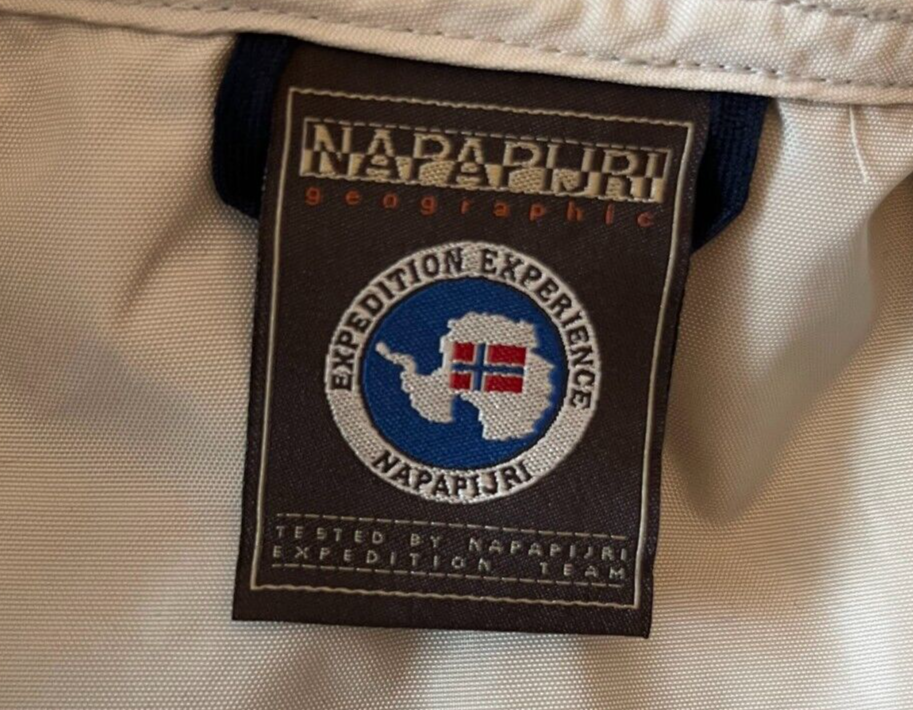 NAPAPIJRI
geographic
EXPEDITION EXPERIENCE
NAPAPIJRI
TESTED BY NAPAPIJRI
EXPEDITION TEAM